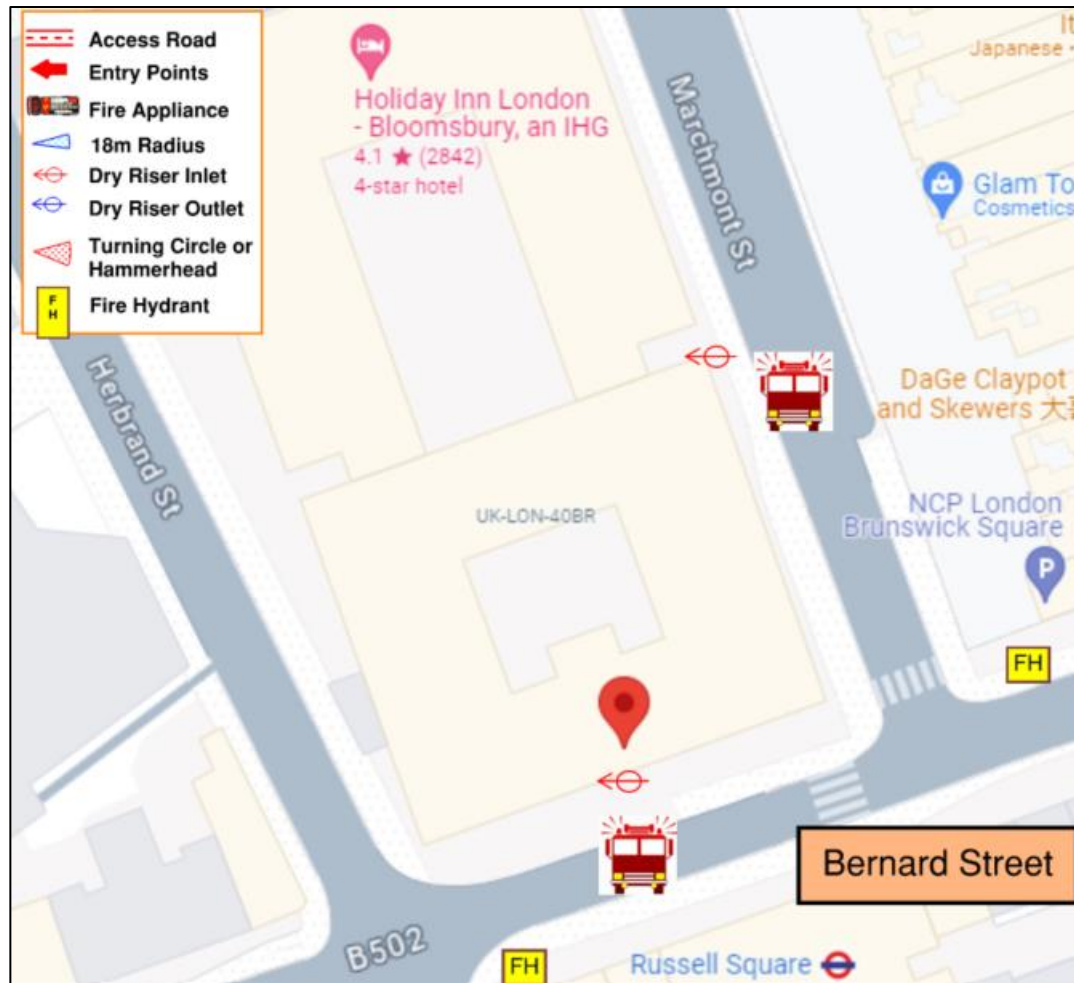 Access Road
Entry Points
Fire Appliance
18m Radius
Dry Riser Inlet
Dry Riser Outlet
Turning Circle or
Hammerhead
F
H
Fire Hydrant
Holiday Inn London
- Bloomsbury, an IHG
4.1 ★ (2842)
4-star hotel
Marchmont St
Japanese
Glam To
Cosmetics
Herbrand St
DaGe Claypot
and Skewers 大
UK-LON-40BR
NCP London
Brunswick Square
P
FH
Bernard Street
B502
FH
Russell Square